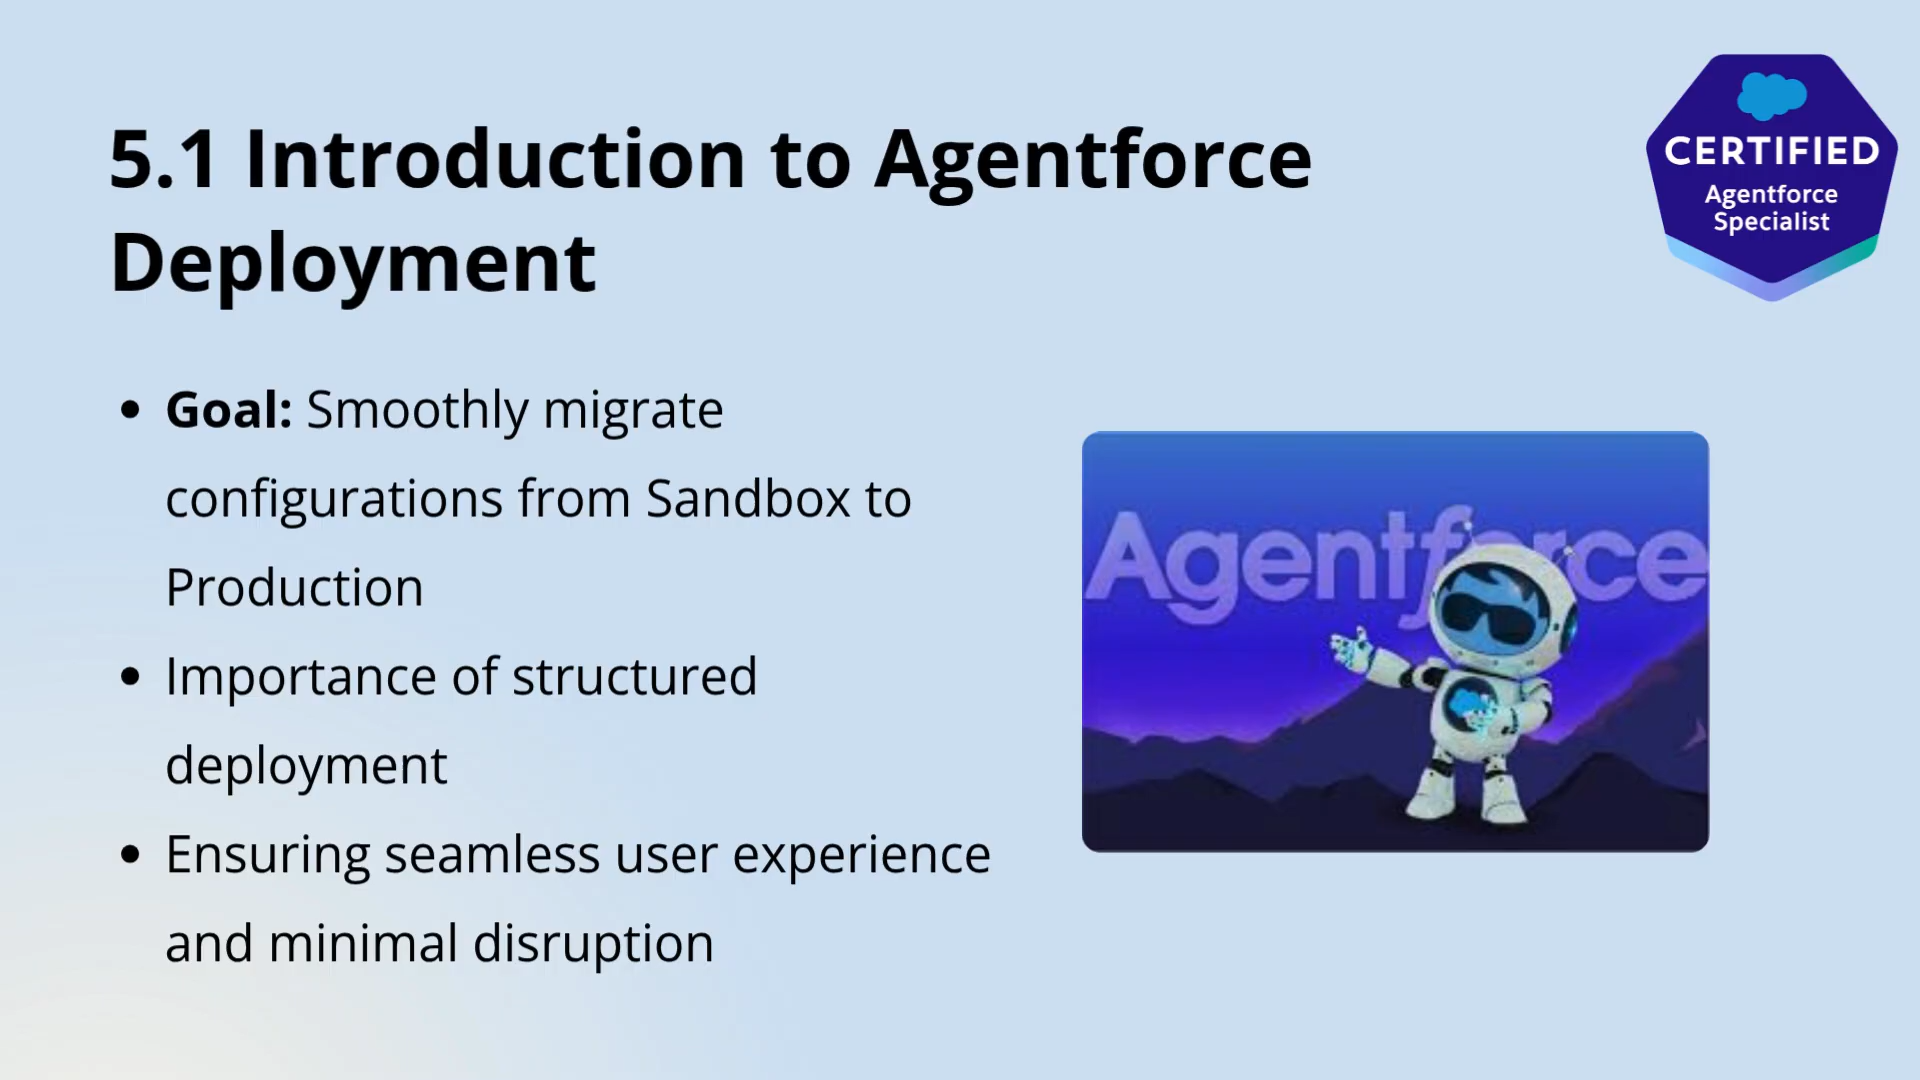 5.1 Introduction to Agentforce
Deployment
CERTIFIED
Agentforce
Specialist
• Goal: Smoothly migrate
configurations from Sandbox to
Production
• Importance of structured
deployment
• Ensuring seamless user experience
and minimal disruption
Agentforce